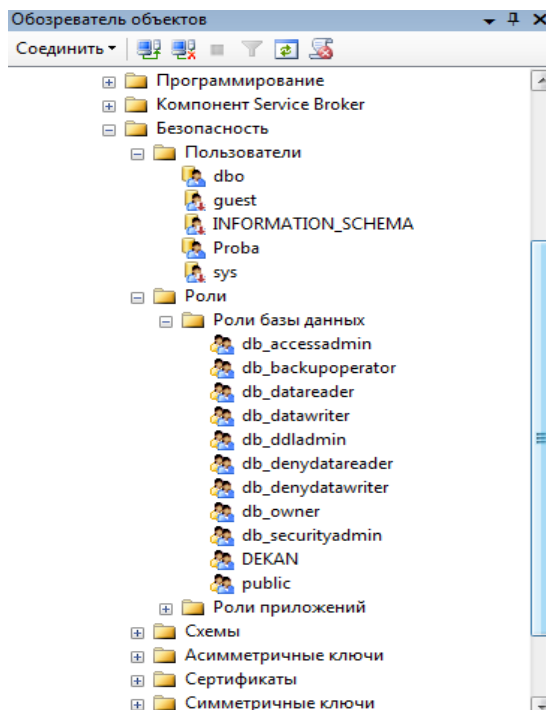 Обозреватель объектов
Соединить
Программирование
Компонент Service Broker
Безопасность
Пользователи
dbo
guest
INFORMATION_SCHEMA
Proba
sys
Роли
Роли базы данных
db_accessadmin
db_backupoperator
db_datareader
db_datawriter
db_ddladmin
db_denydatareader
db_denydatawriter
db_owner
db_securityadmin
DEKAN
public
Роли приложений
Схемы
Асимметричные ключи
Сертификаты
Симметричные ключи